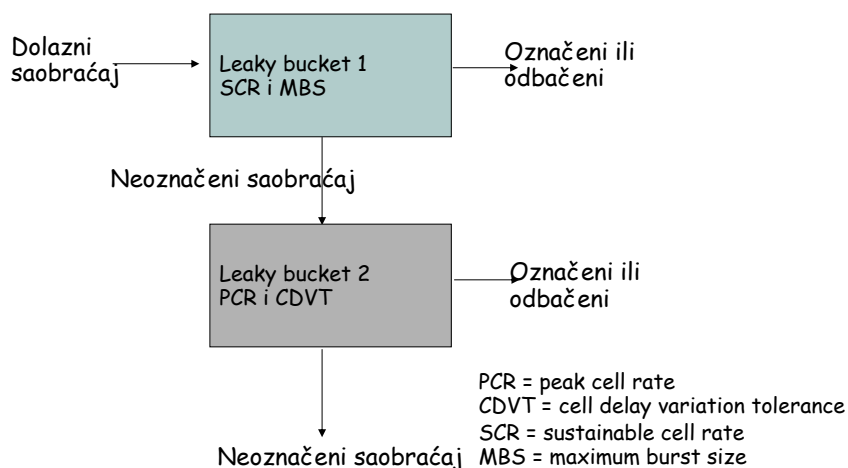 Dolazni
saobraćaj
Leaky bucket 1
SCR i MBS
Označeni ili
odbačeni
Neoznačeni saobraćaj
Leaky bucket 2
PCR i CDVT
Označeni ili
odbačeni
PCR = peak cell rate
CDVT = cell delay variation tolerance
SCR = sustainable cell rate
Neoznačeni saobraćaj
MBS = maximum burst size